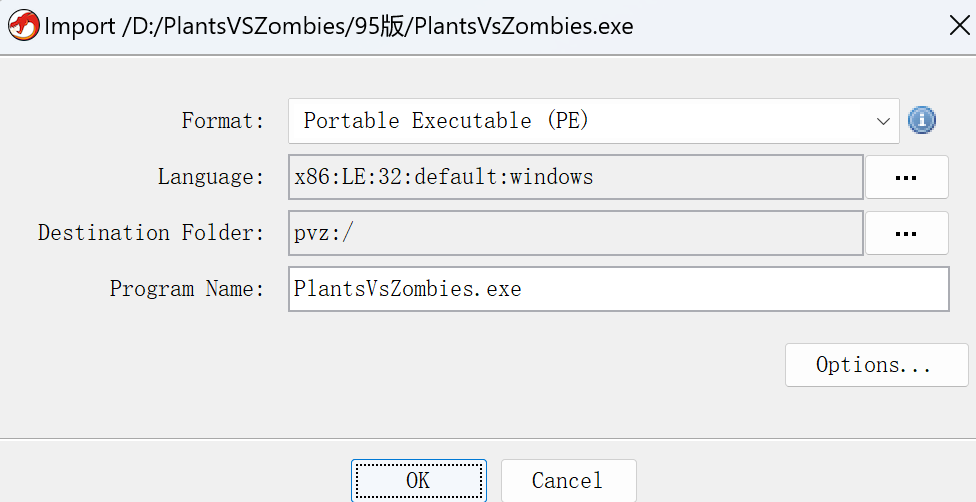 Import /D:/PlantsVSZombies/95版/PlantsVsZombies.exe
Format: Portable Executable (PE)
Language: x86:LE:32:default:windows ...
Destination Folder: pvz:/ ...
Program Name: PlantsVsZombies.exe
Options...
OK Cancel